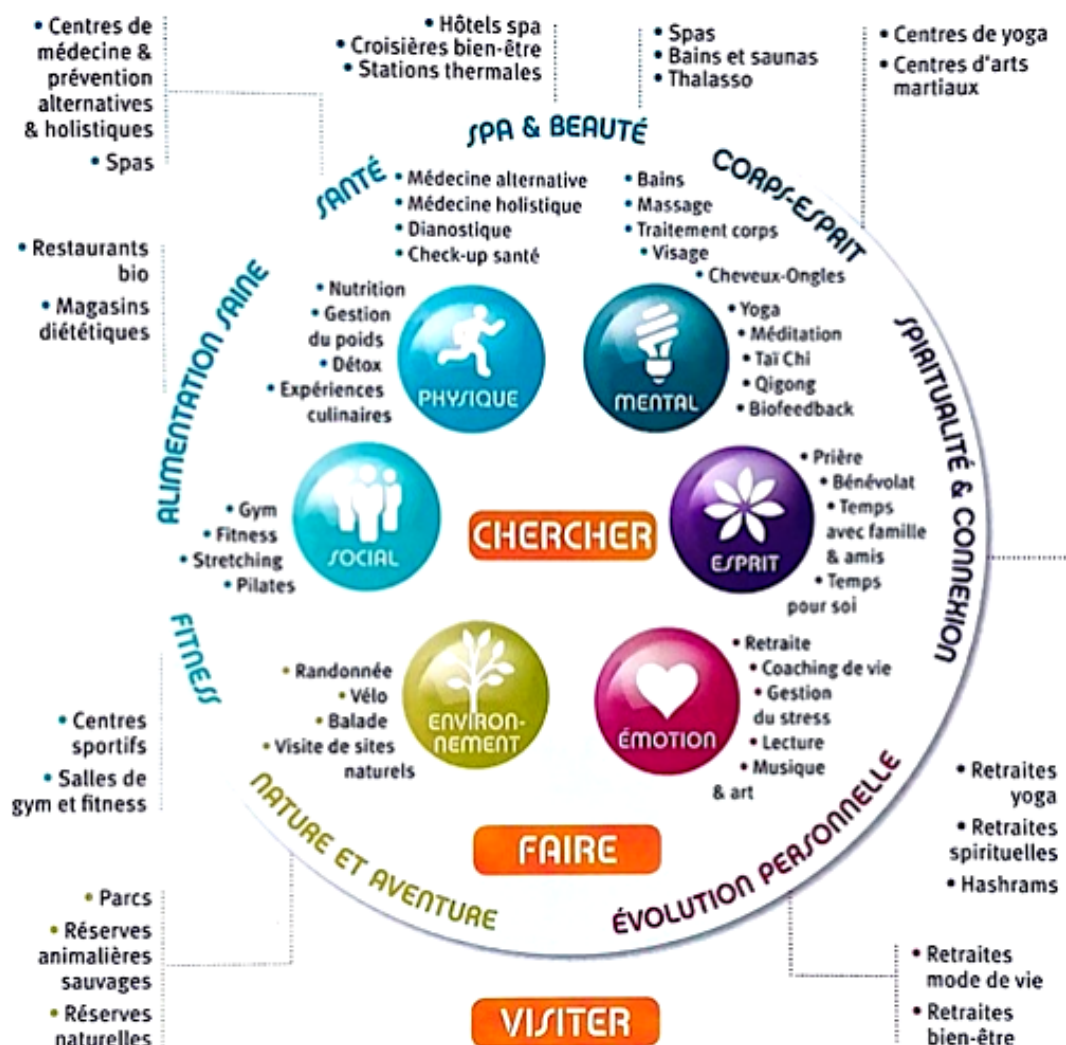 • Centres de
médecine &
prévention
alternatives
& holistiques
• Spas
• Hôtels spa
• Croisières bien-être
• Stations thermales
• Spas
• Bains et saunas
• Thalasso
• Centres de yoga
• Centres d'arts
martiaux
SPA & BEAUTÉ
SANTÉ
CORPS-ESPRIT
• Médecine alternative
• Médecine holistique
• Dianostique
• Check-up santé
• Bains
• Massage
• Traitement corps
• Visage
• Cheveux-Ongles
• Restaurants
bio
• Magasins
diététiques
ALIMENTATION SAINE
• Nutrition
• Gestion
du poids
• Détox
• Expériences
culinaires
PHYSIQUE
MENTAL
• Yoga
• Méditation
• Taï Chi
• Qigong
• Biofeedback
SPIRITUALITÉ & CONNEXION
• Gym
• Fitness
• Stretching
• Pilates
SOCIAL
CHERCHER
ESPRIT
• Prière
• Bénévolat
• Temps
avec famille
& amis
• Temps
pour soi
FITNESS
• Centres
sportifs
• Salles de
gym et fitness
• Randonnée
• Vélo
• Balade
• Visite de sites
naturels
ENVIRON-
NEMENT
ÉMOTION
• Retraite
• Coaching de vie
• Gestion
du stress
• Lecture
• Musique
& art
NATURE ET AVENTURE
FAIRE
ÉVOLUTION PERSONNELLE
• Retraites
yoga
• Retraites
spirituelles
• Hashrams
• Parcs
• Réserves
animalières
sauvages
• Réserves
naturelles
VISITER
• Retraites
mode de vie
• Retraites
bien-être